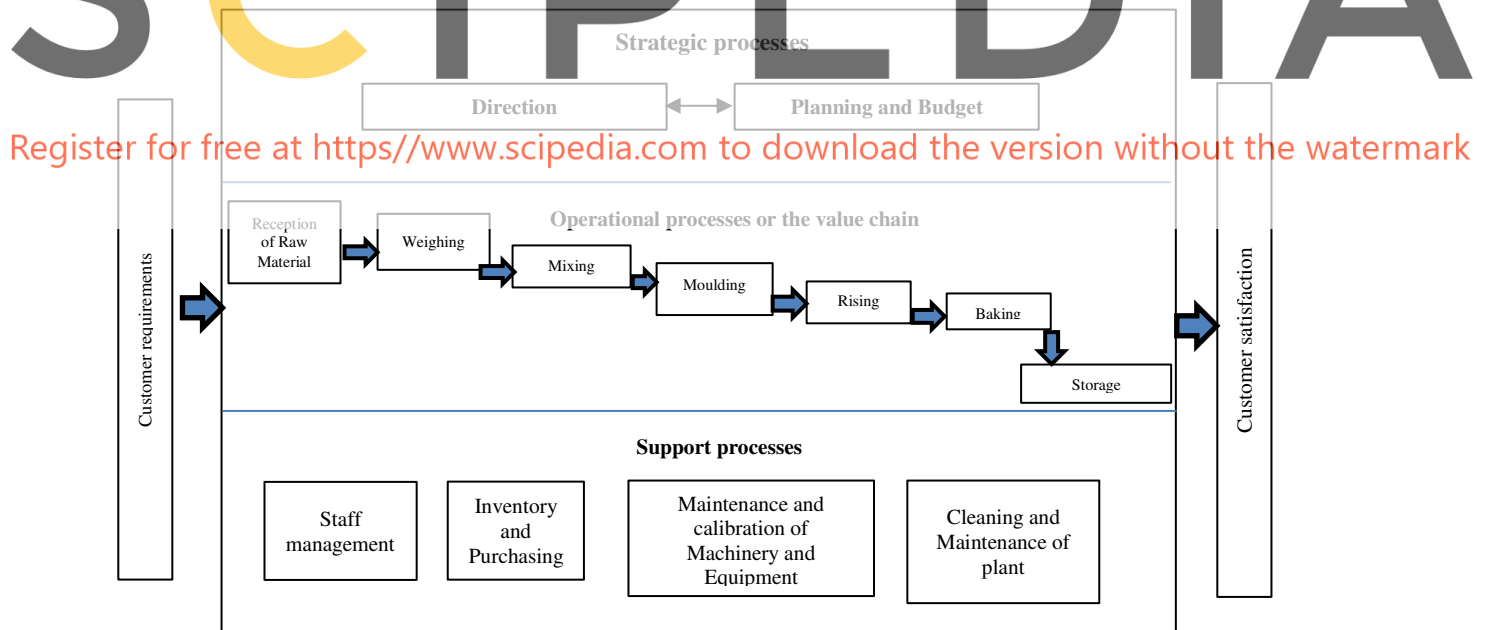 SCIPEDIA
Strategic processes
Direction
Planning and Budget
Register for free at https//www.scipedia.com to download the version without the watermark
Customer requirements
Operational processes or the value chain
Reception
of Raw
Material
Weighing
Mixing
Moulding
Rising
Baking
Storage
Customer satisfaction
Support processes
Staff
management
Inventory
and
Purchasing
Maintenance and
calibration of
Machinery and
Equipment
Cleaning and
Maintenance of
plant